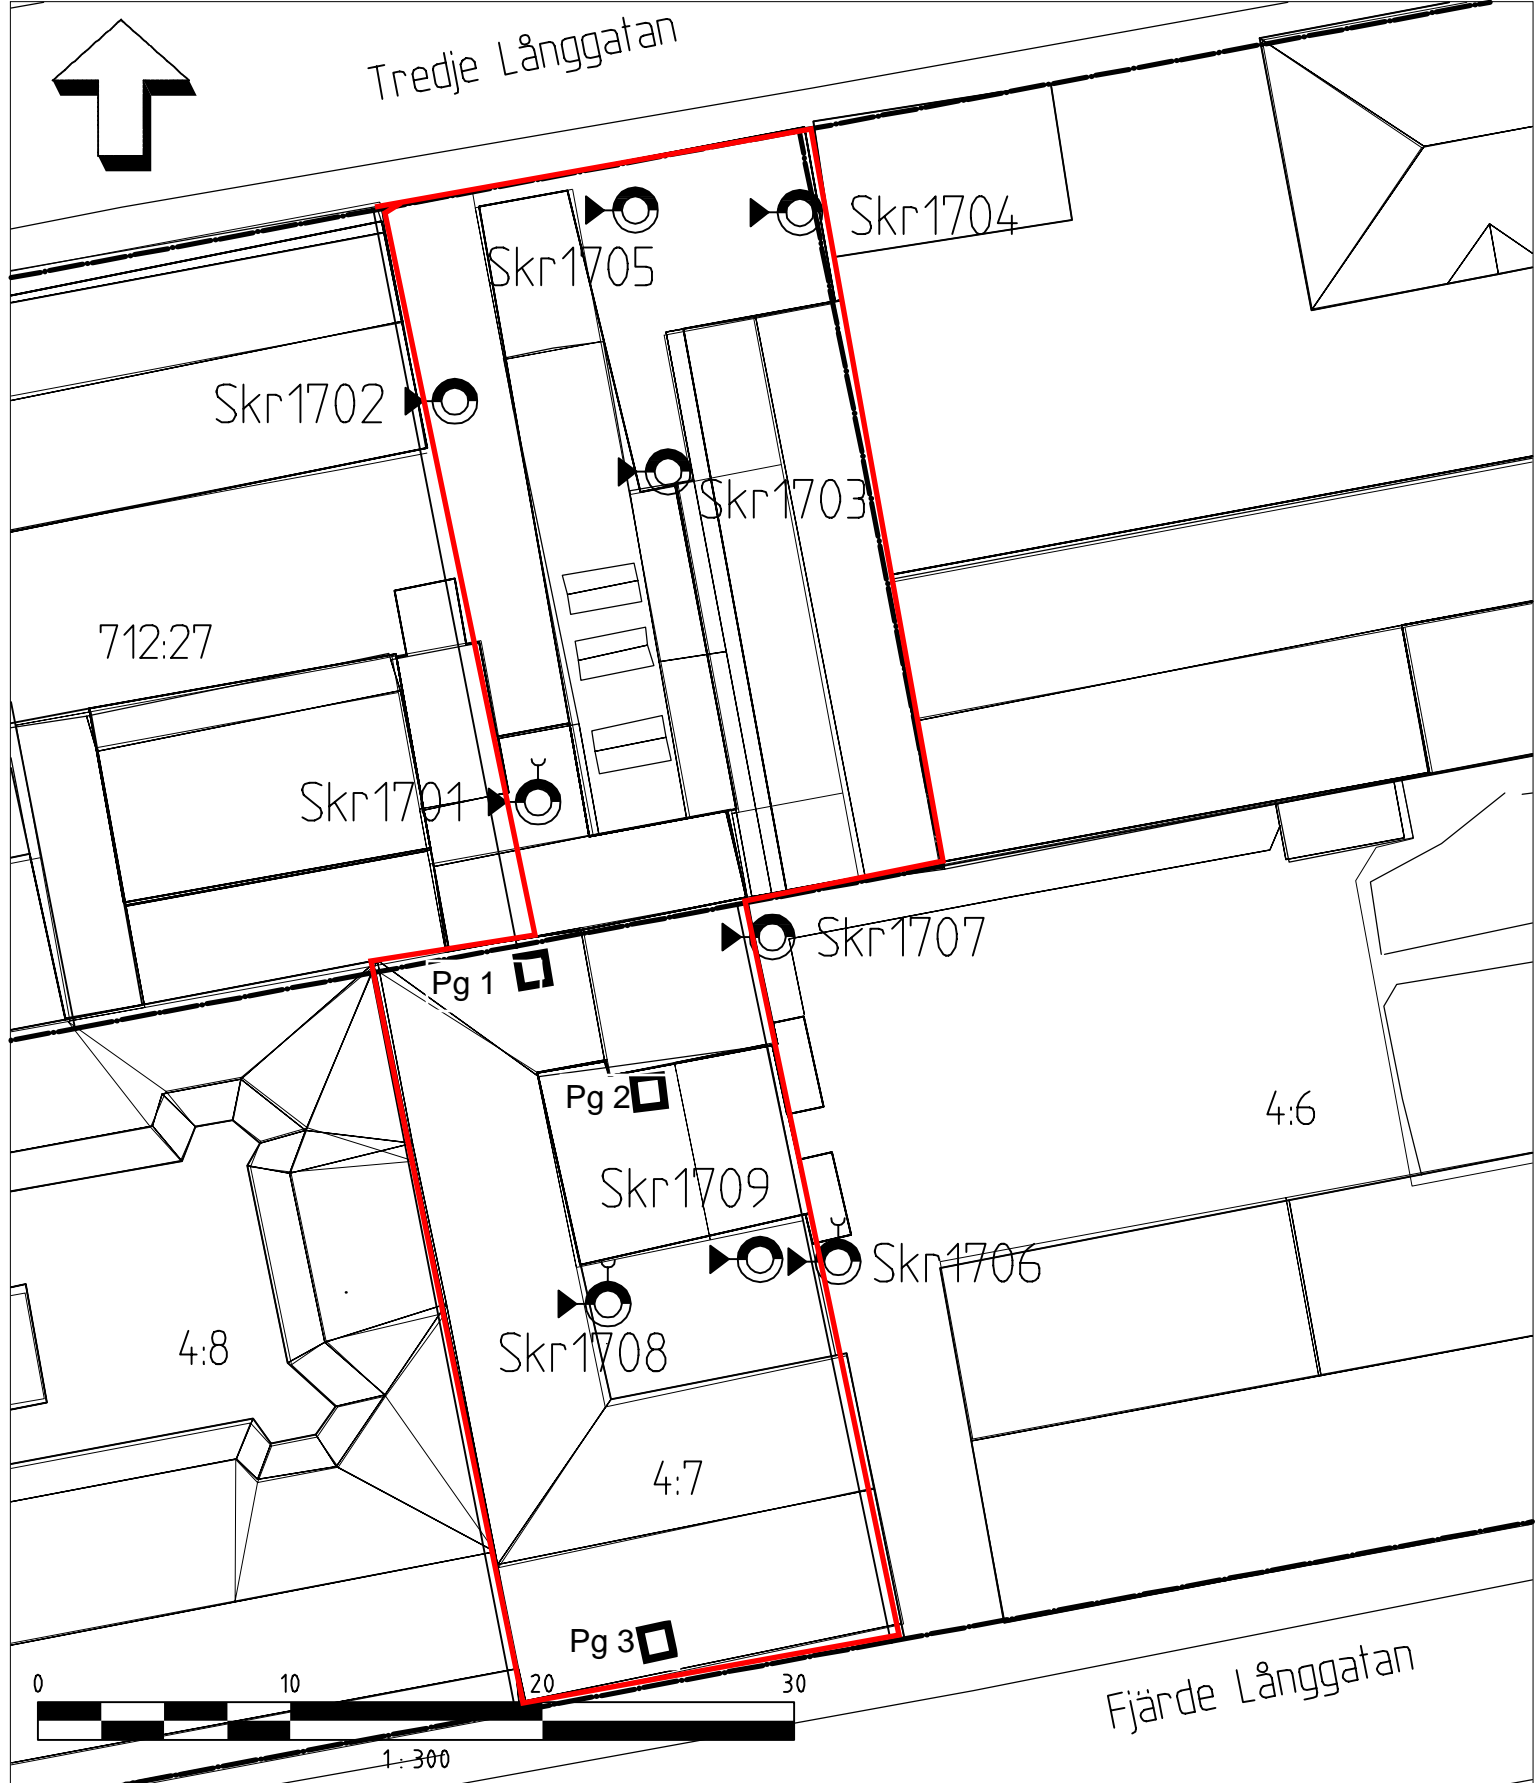 Tredje Långgatan
Skr1704
Skr1705
Skr1702
Skr1703
712:27
Skr1701
Skr1707
Pg 1
Pg 2
4:6
Skr1709
Skr1706
4:8
Skr1708
4:7
Pg 3
0 10 20 30
1:300
Fjärde Långgatan